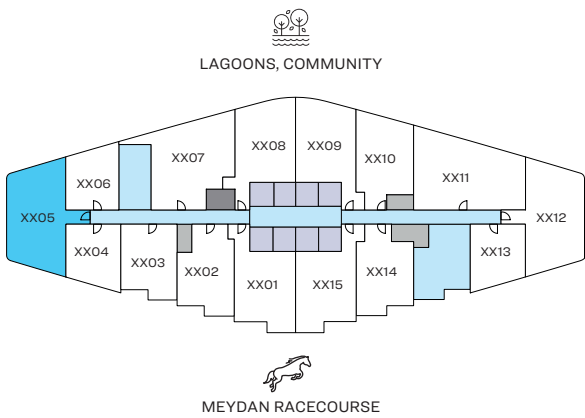 LAGOONS, COMMUNITY
XX08 XX09
XX07 XX10
XX06 XX11
XX05 XX12
XX04 XX03 XX02 XX01 XX15 XX14 XX13
MEYDAN RACECOURSE